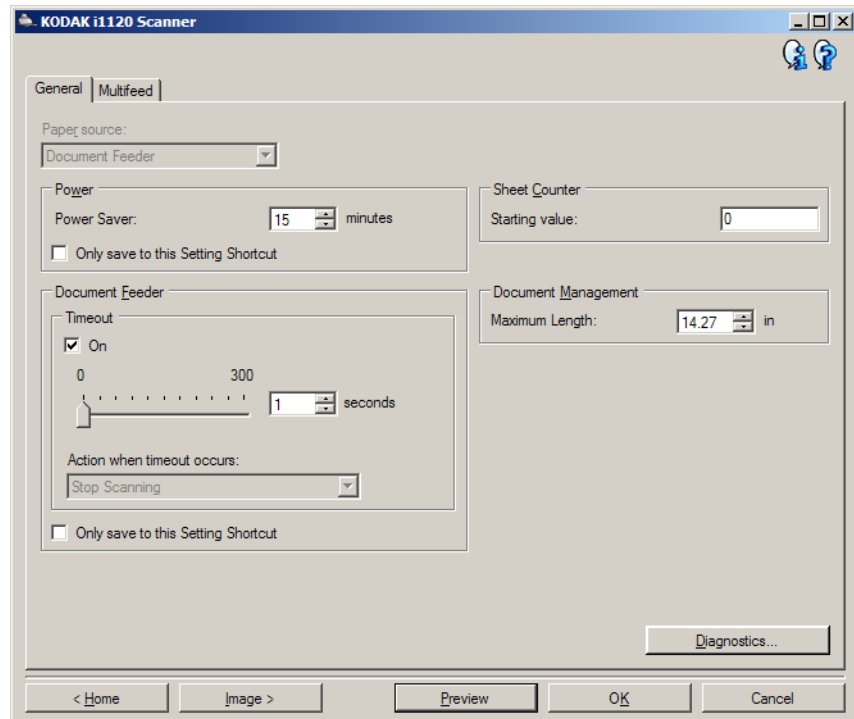 KODAK i1120 Scanner
General
Multifeed
Paper source:
Document Feeder
Power
Power Saver:
15
minutes
Only save to this Setting Shortcut
Sheet Counter
Starting value:
0
Document Feeder
Timeout
On
0
300
1
seconds
Action when timeout occurs:
Stop Scanning
Only save to this Setting Shortcut
Document Management
Maximum Length:
14.27
in
Diagnostics...
< Home
Image >
Preview
OK
Cancel